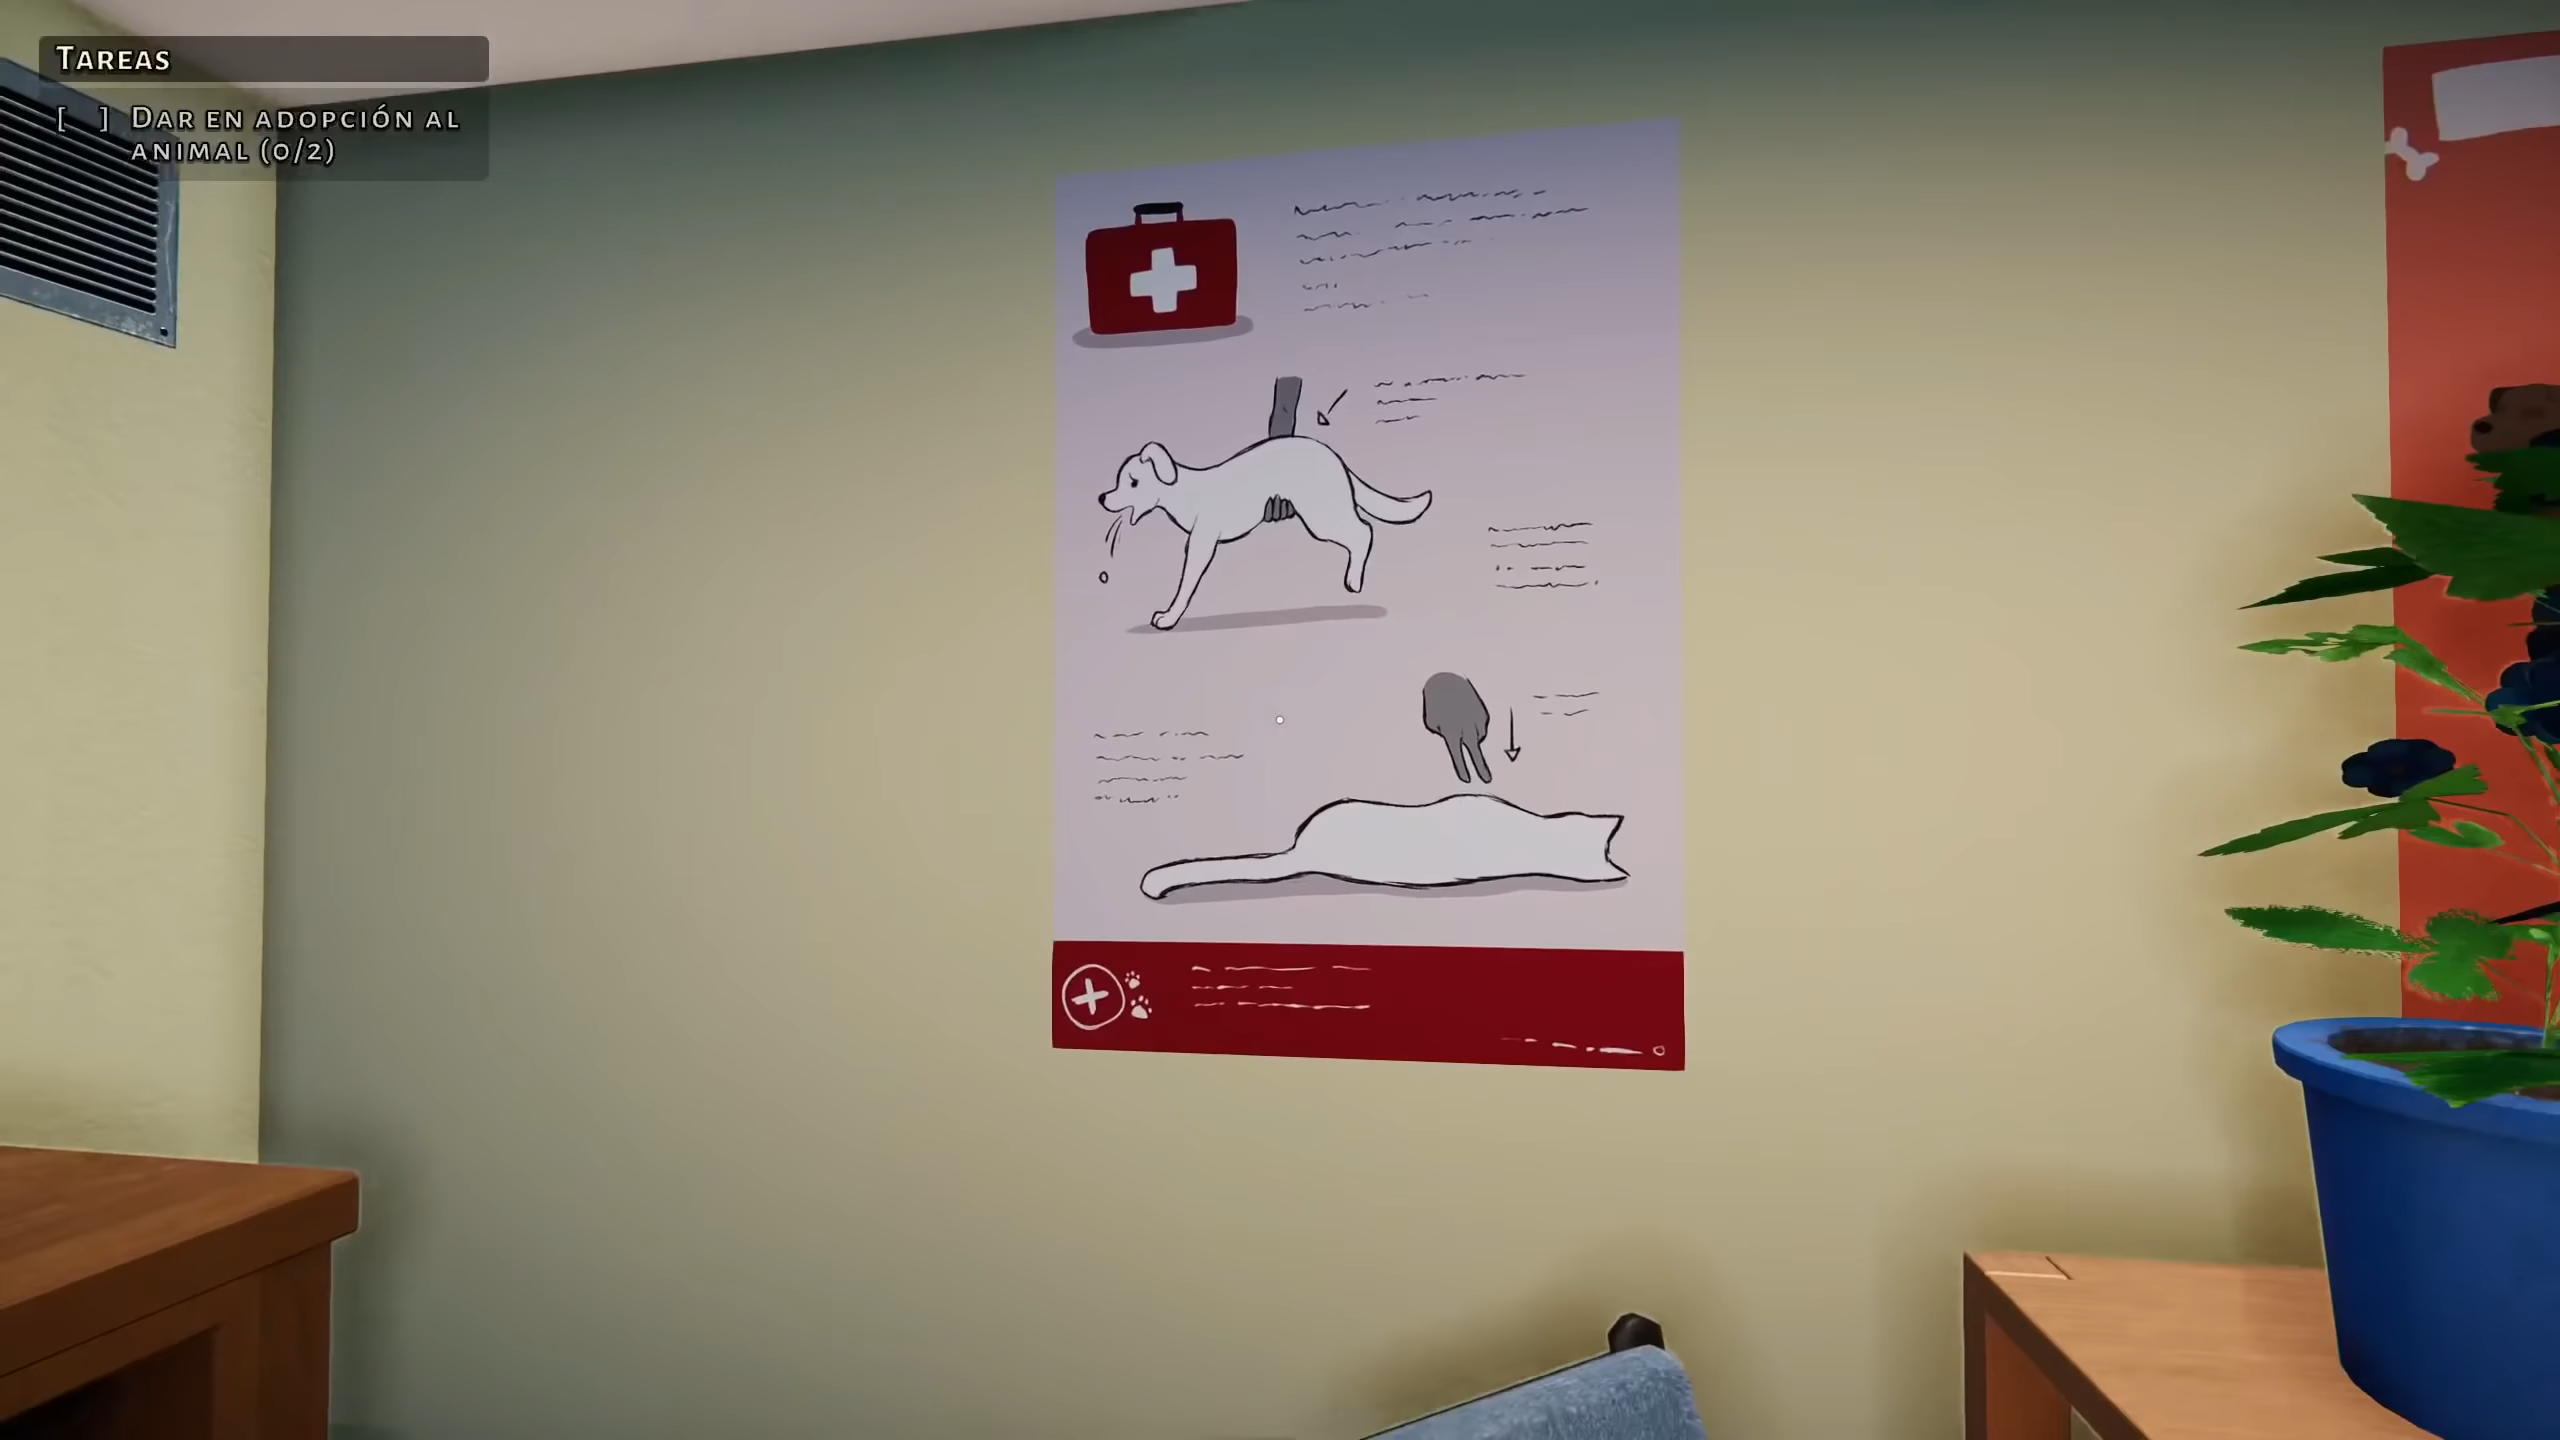 TAREAS
[ ] DAR EN ADOPCIÓN AL
ANIMAL (0/2)